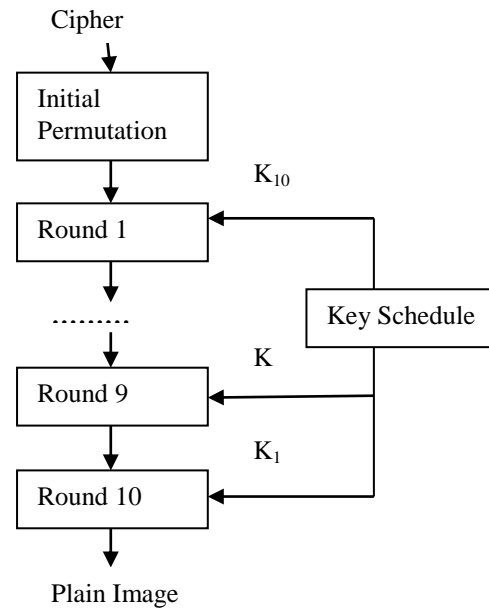 Cipher
Initial
Permutation
K₁₀
Round 1
Key Schedule
.........
K
Round 9
K₁
Round 10
Plain Image